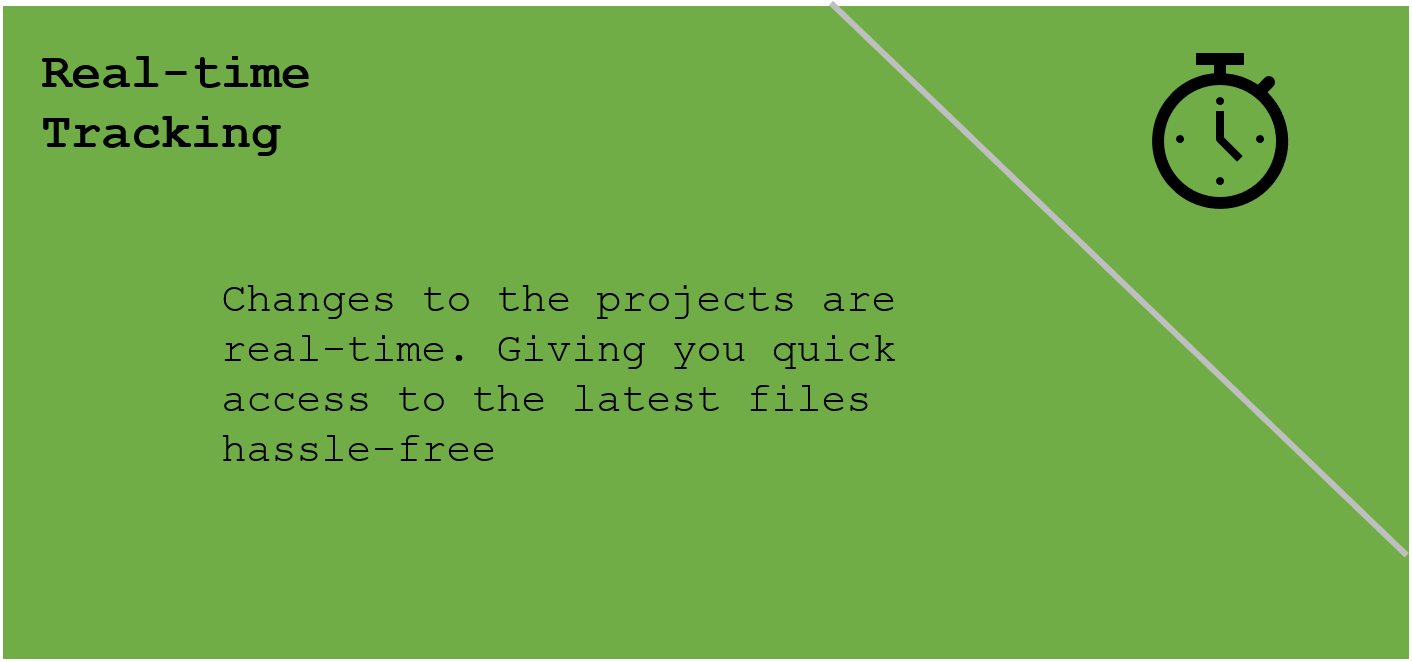 Real-time
Tracking
Changes to the projects are
real-time. Giving you quick
access to the latest files
hassle-free